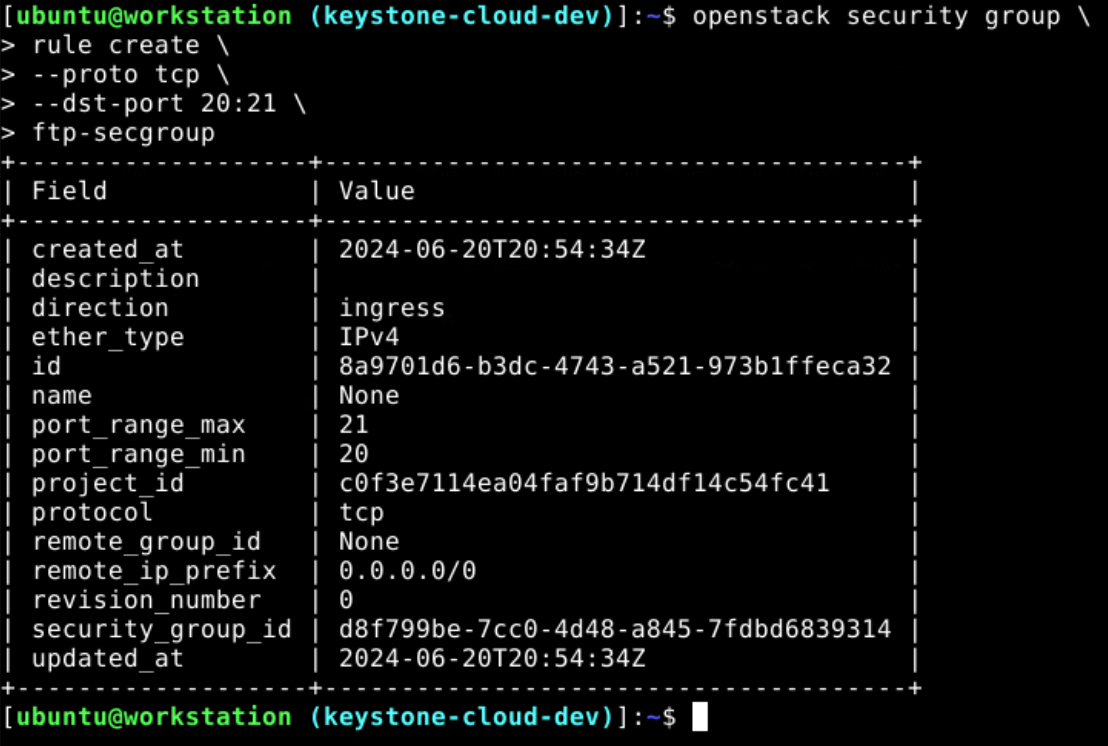 [ubuntu@workstation (keystone-cloud-dev)]:~$ openstack security group \
> rule create \
> --proto tcp \
> --dst-port 20:21 \
> ftp-secgroup
+-------------------+---------------------------------------+
| Field             | Value                                |
+-------------------+---------------------------------------+
| created_at        | 2024-06-20T20:54:34Z                 |
| description       |                                      |
| direction         | ingress                              |
| ether_type        | IPv4                                 |
| id                | 8a9701d6-b3dc-4743-a521-973b1ffeca32 |
| name              | None                                 |
| port_range_max    | 21                                   |
| port_range_min    | 20                                   |
| project_id        | c0f3e7114ea04faf9b714df14c54fc41     |
| protocol          | tcp                                  |
| remote_group_id   | None                                 |
| remote_ip_prefix  | 0.0.0.0/0                            |
| revision_number   | 0                                    |
| security_group_id | d8f799be-7cc0-4d48-a845-7fdbd6839314 |
| updated_at        | 2024-06-20T20:54:34Z                 |
+-------------------+---------------------------------------+
[ubuntu@workstation (keystone-cloud-dev)]:~$